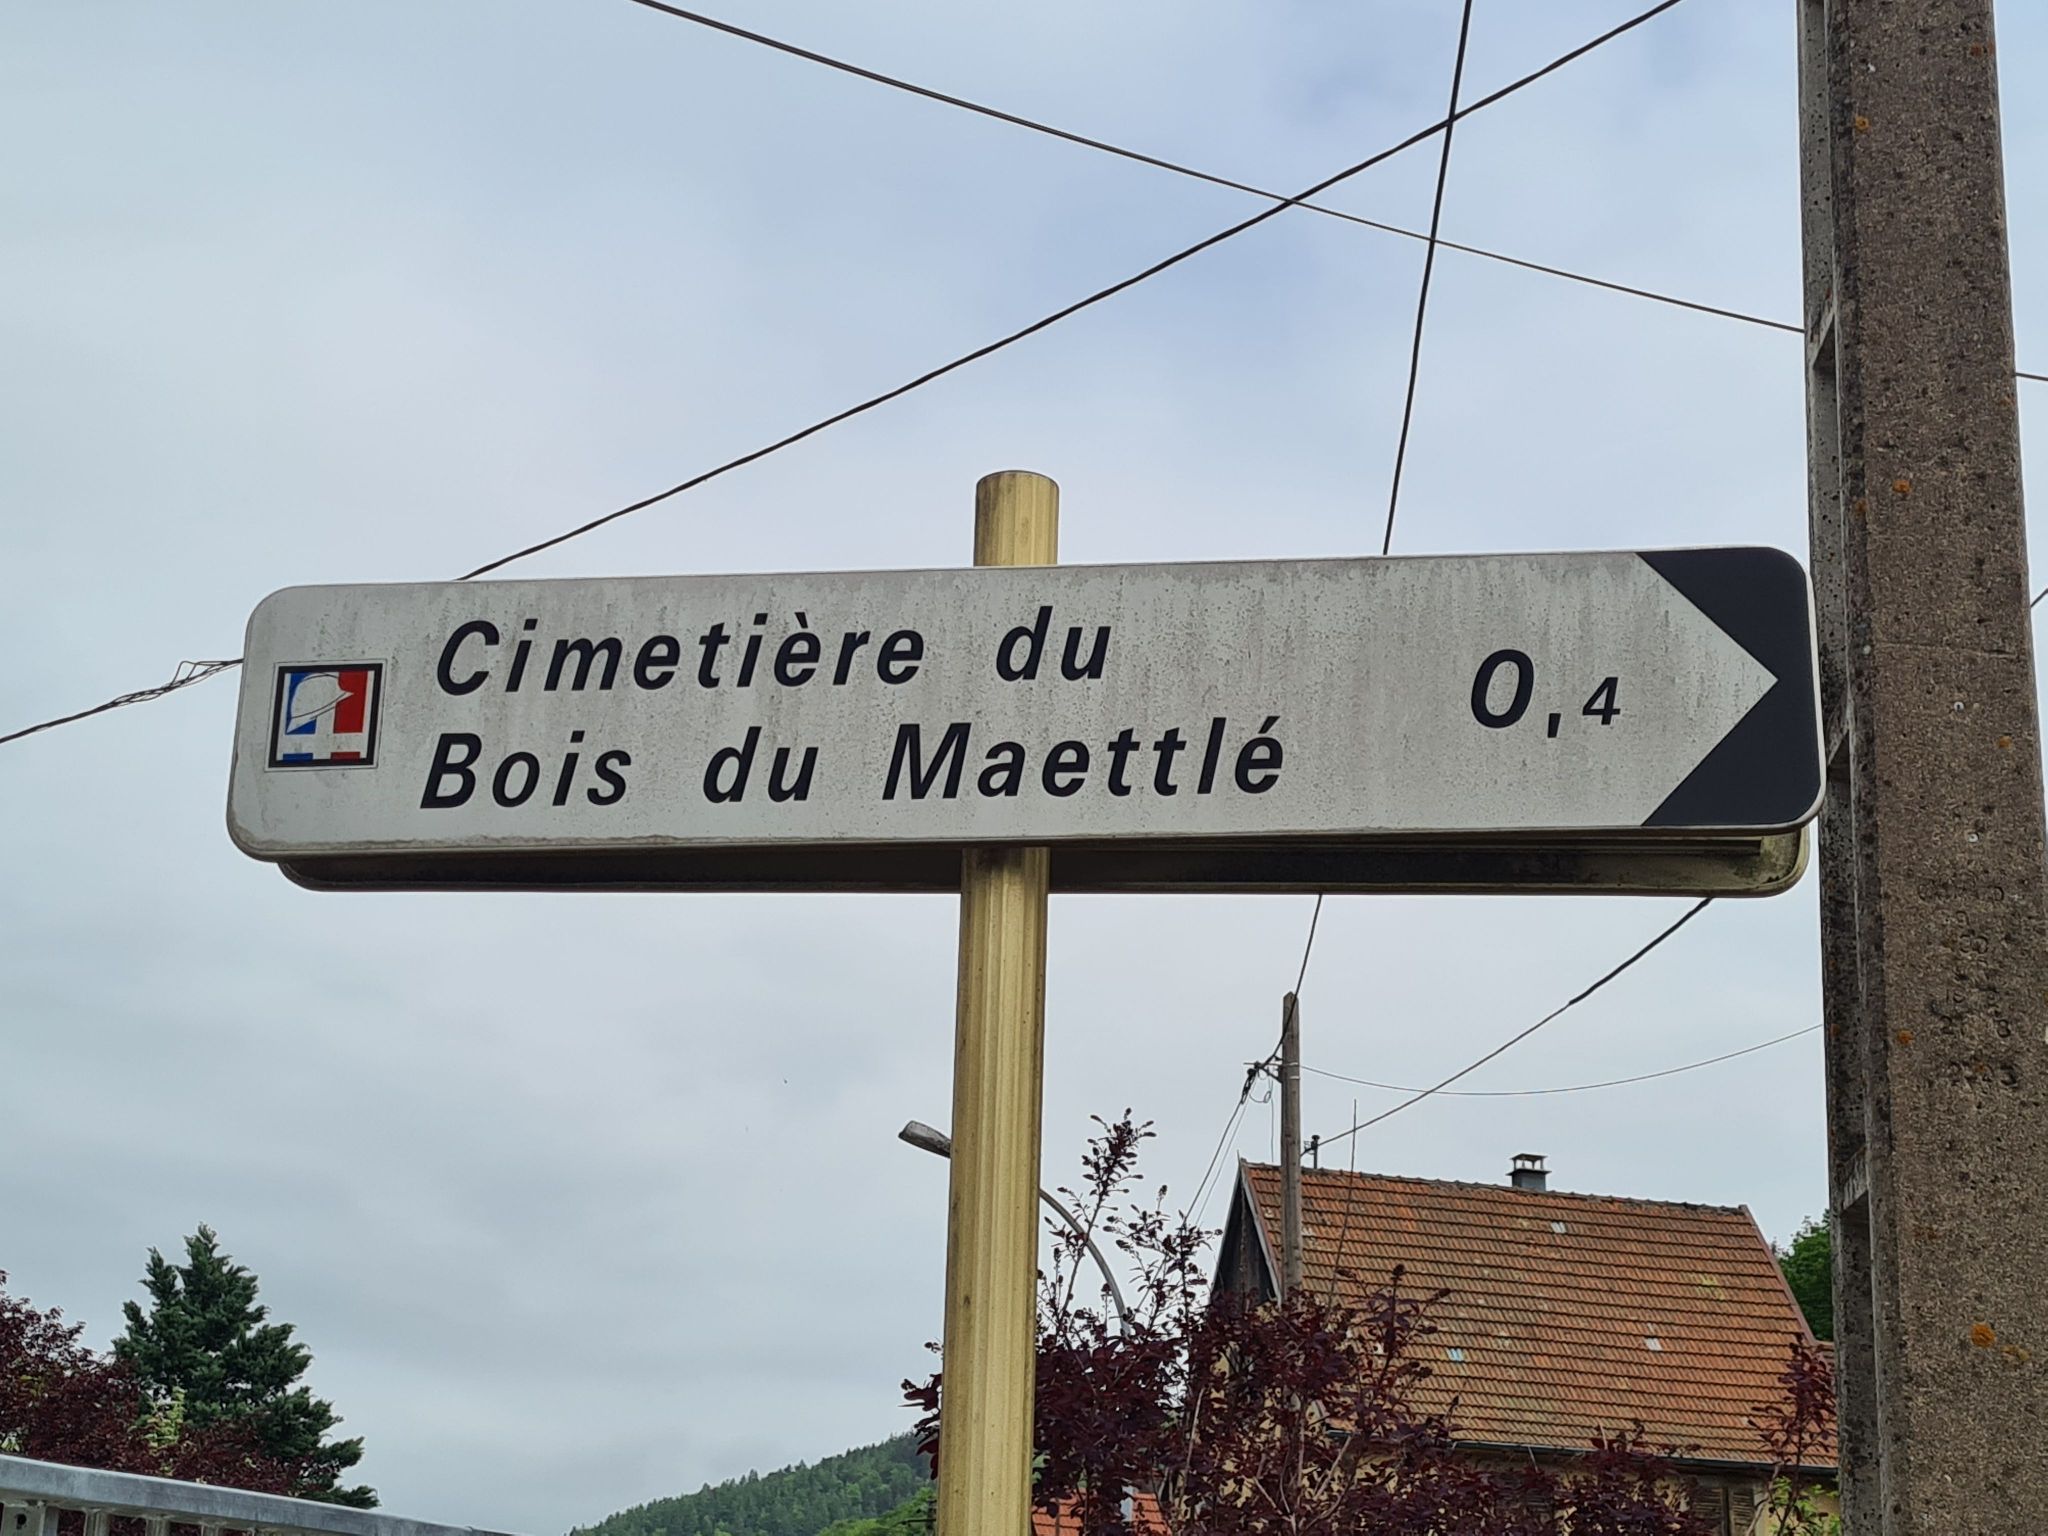 Cimetière du
Bois du Maettlé
0,4